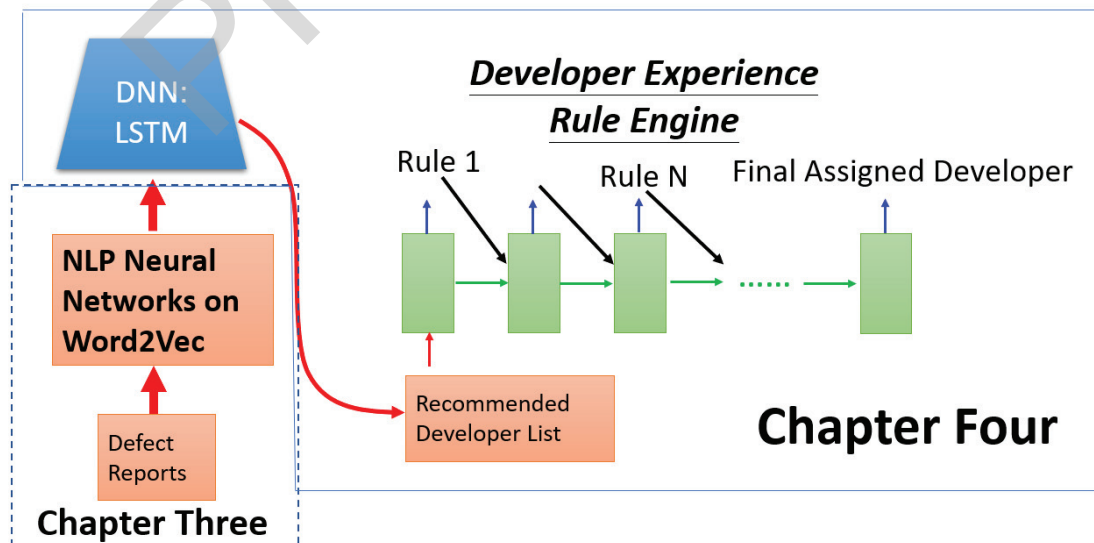 DNN:
LSTM
NLP Neural
Networks on
Word2Vec
Defect
Reports
Chapter Three
Developer Experience
Rule Engine
Rule 1
Rule N
Final Assigned Developer
......
Recommended
Developer List
Chapter Four